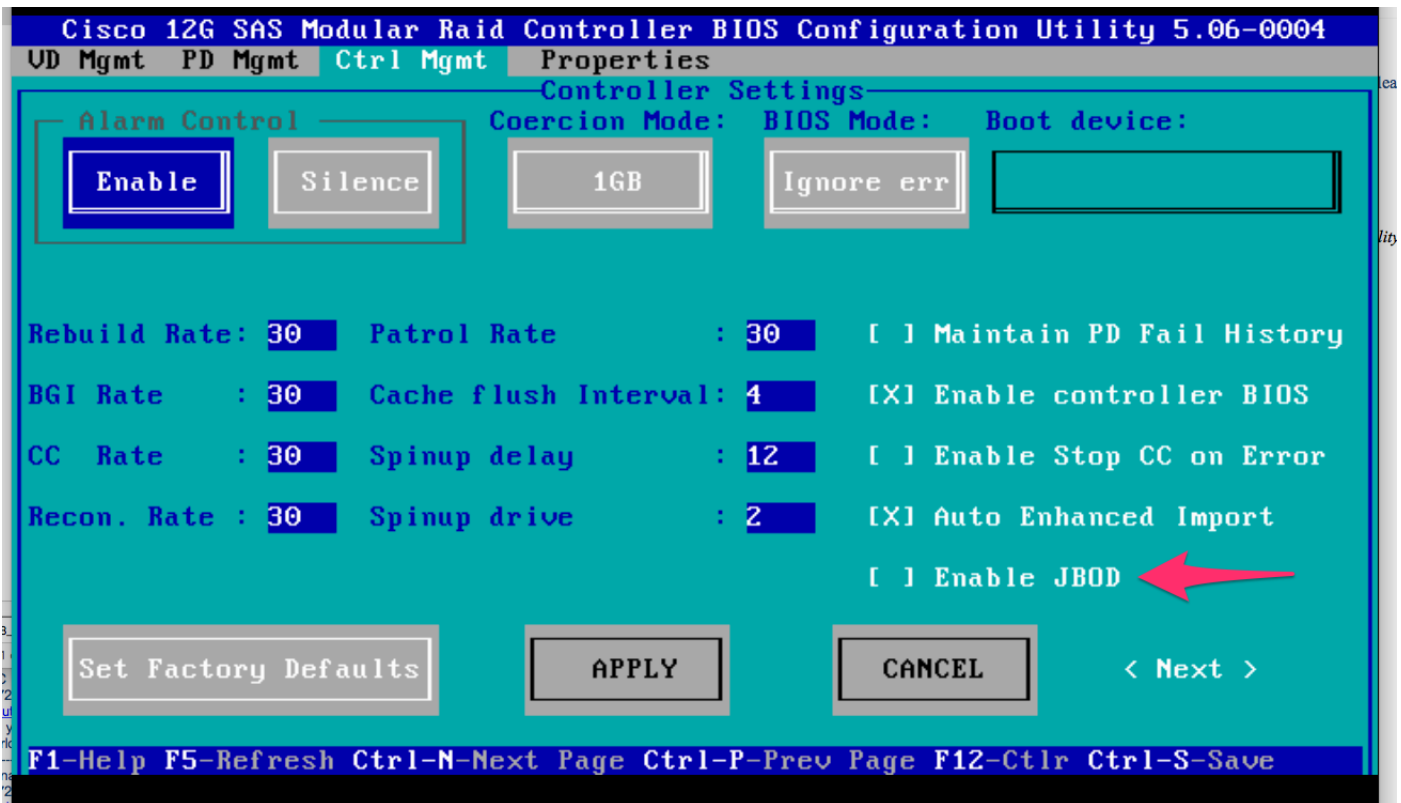 Cisco 12G SAS Modular Raid Controller BIOS Configuration Utility 5.06-0004
VD Mgmt PD Mgmt Ctrl Mgmt Properties
Controller Settings
Alarm Control Coercion Mode: BIOS Mode: Boot device:
Enable Silence 1GB Ignore err
Rebuild Rate: 30 Patrol Rate : 30 [ ] Maintain PD Fail History
BGI Rate : 30 Cache flush Interval: 4 [X] Enable controller BIOS
CC Rate : 30 Spinup delay : 12 [ ] Enable Stop CC on Error
Recon. Rate : 30 Spinup drive : 2 [X] Auto Enhanced Import
[ ] Enable JBOD
Set Factory Defaults APPLY CANCEL < Next >
F1-Help F5-Refresh Ctrl-N-Next Page Ctrl-P-Prev Page F12-Ctlr Ctrl-S-Save